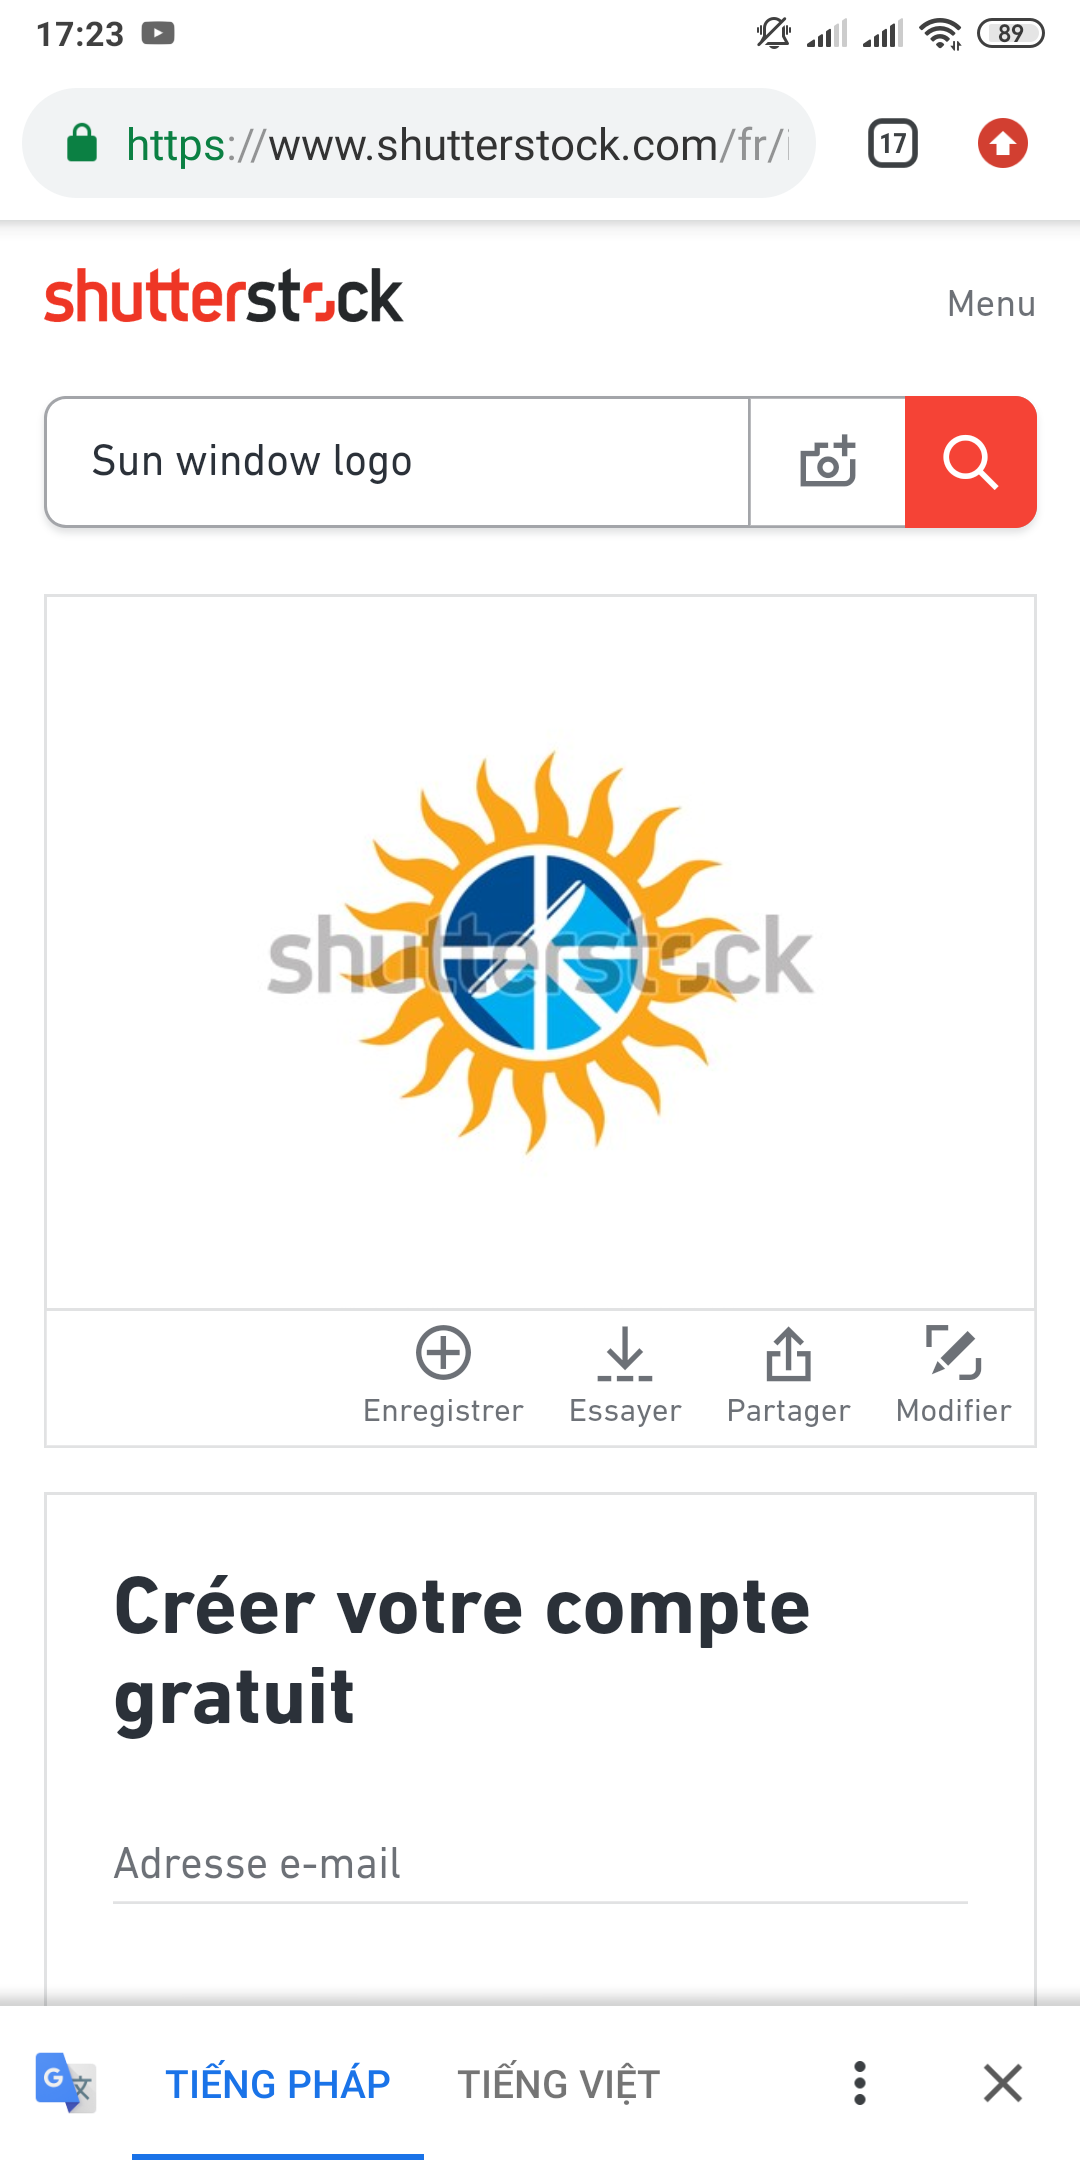 17:23
89
https://www.shutterstock.com/fr/i
17
shutterstock
Menu
Sun window logo
shutterstock
Enregistrer
Essayer
Partager
Modifier
Créer votre compte
gratuit
Adresse e-mail
G 文
TIẾNG PHÁP
TIẾNG VIỆT